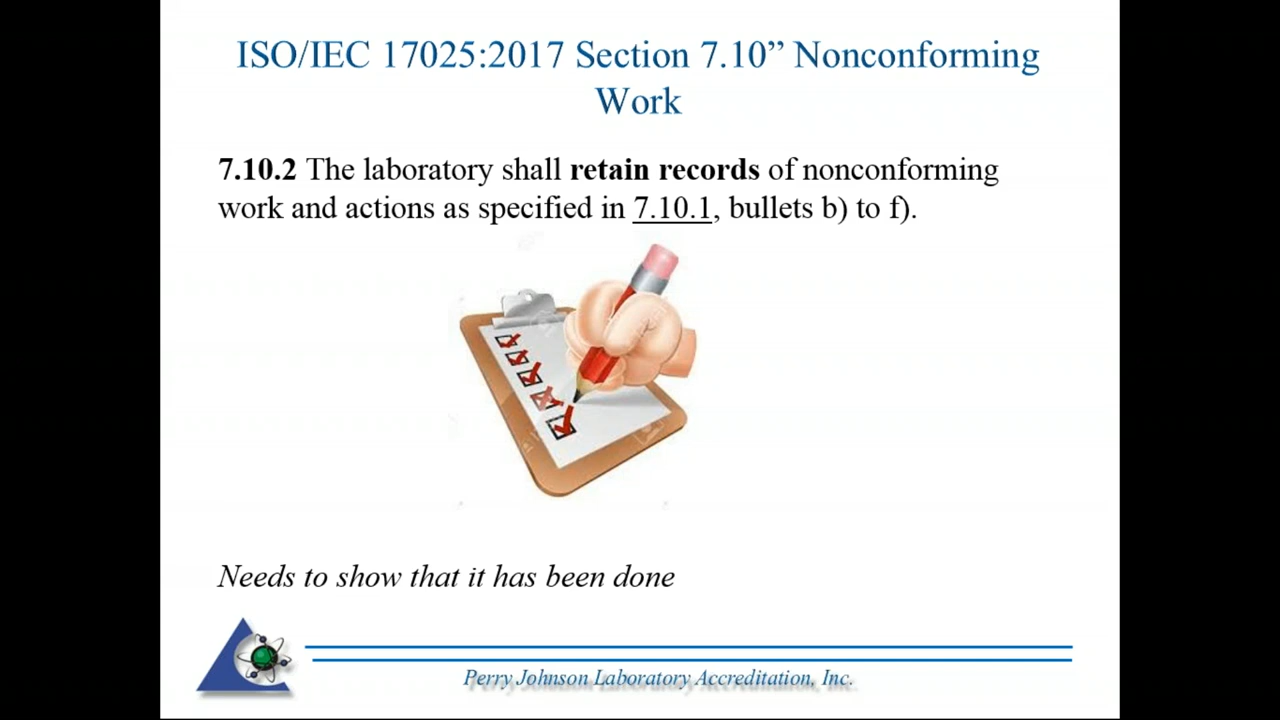 ISO/IEC 17025:2017 Section 7.10” Nonconforming
Work
7.10.2 The laboratory shall retain records of nonconforming
work and actions as specified in 7.10.1, bullets b) to f).
Needs to show that it has been done
Perry Johnson Laboratory Accreditation, Inc.